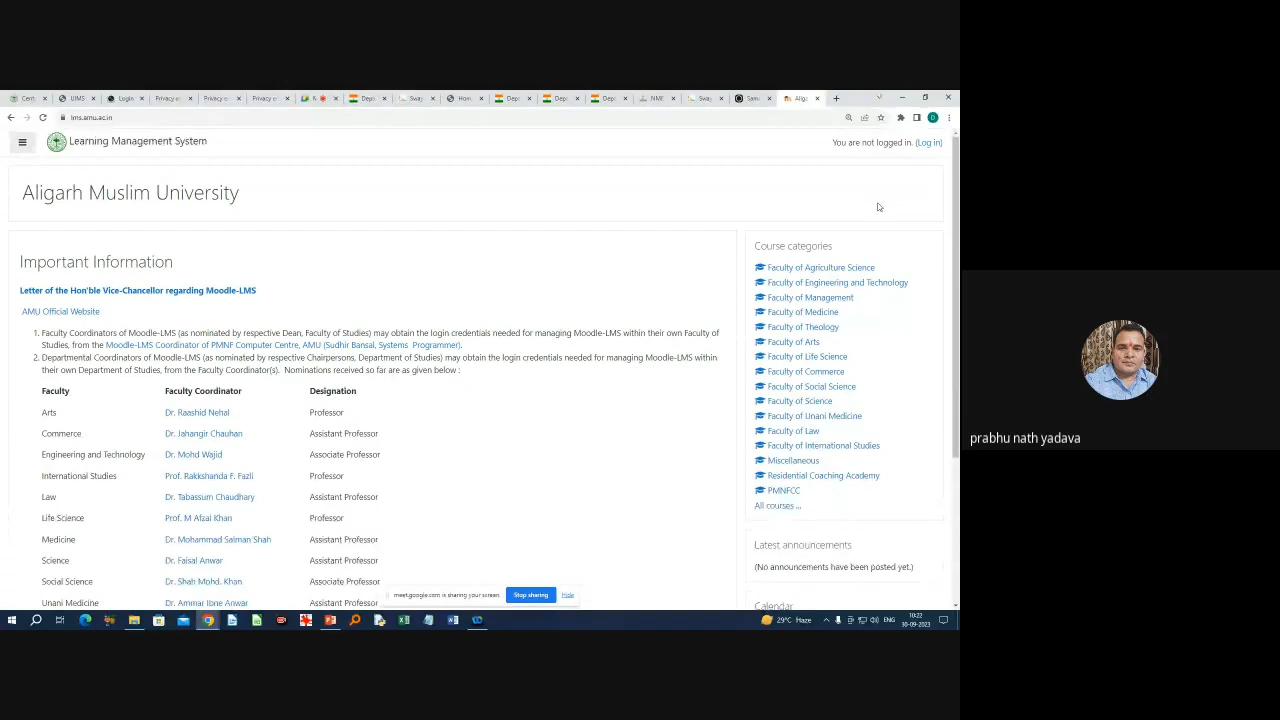 UIMS
Login
Privacy e
Privacy e
Privacy e
lms.amu.ac.in
Learning Management System
You are not logged in. (Log in)
Aligarh Muslim University
Important Information
Letter of the Hon'ble Vice-Chancellor regarding Moodle-LMS
AMU Official Website
1. Faculty Coordinators of Moodle-LMS (as nominated by respective Dean, Faculty of Studies) may obtain the login credentials needed for managing Moodle-LMS within their own Faculty of
Studies, from the Moodle-LMS Coordinator of PMNF Computer Centre, AMU (Sudhir Bansal, Systems Programmer).
2. Departmental Coordinators of Moodle-LMS (as nominated by respective Chairpersons, Department of Studies) may obtain the login credentials needed for managing Moodle-LMS within
their own Department of Studies, from the Faculty Coordinator(s). Nominations received so far are as given below :
Faculty Faculty Coordinator Designation
Arts Dr. Raashid Nehal Professor
Commerce Dr. Jahangir Chauhan Assistant Professor
Engineering and Technology Dr. Mohd Wajid Associate Professor
International Studies Prof. Rakkshanda F. Fazli Professor
Law Dr. Tabassum Chaudhary Assistant Professor
Life Science Prof. M Afzal Khan Professor
Medicine Dr. Mohammad Salman Shah Assistant Professor
Science Dr. Faisal Anwar Assistant Professor
Social Science Dr. Shah Mohd. Khan Associate Professor
Unani Medicine Dr. Ammar Ibne Anwar Assistant Professor
Course categories
Faculty of Agriculture Science
Faculty of Engineering and Technology
Faculty of Management
Faculty of Medicine
Faculty of Theology
Faculty of Arts
Faculty of Life Science
Faculty of Commerce
Faculty of Social Science
Faculty of Science
Faculty of Unani Medicine
Faculty of Law
Faculty of International Studies
Miscellaneous
Residential Coaching Academy
PMNFCC
All courses ...
Latest announcements
(No announcements have been posted yet.)
Calendar
meet.google.com is sharing your screen. Stop sharing Hide
29°C Haze
ENG
10:22
30-09-2023
prabhu nath yadava